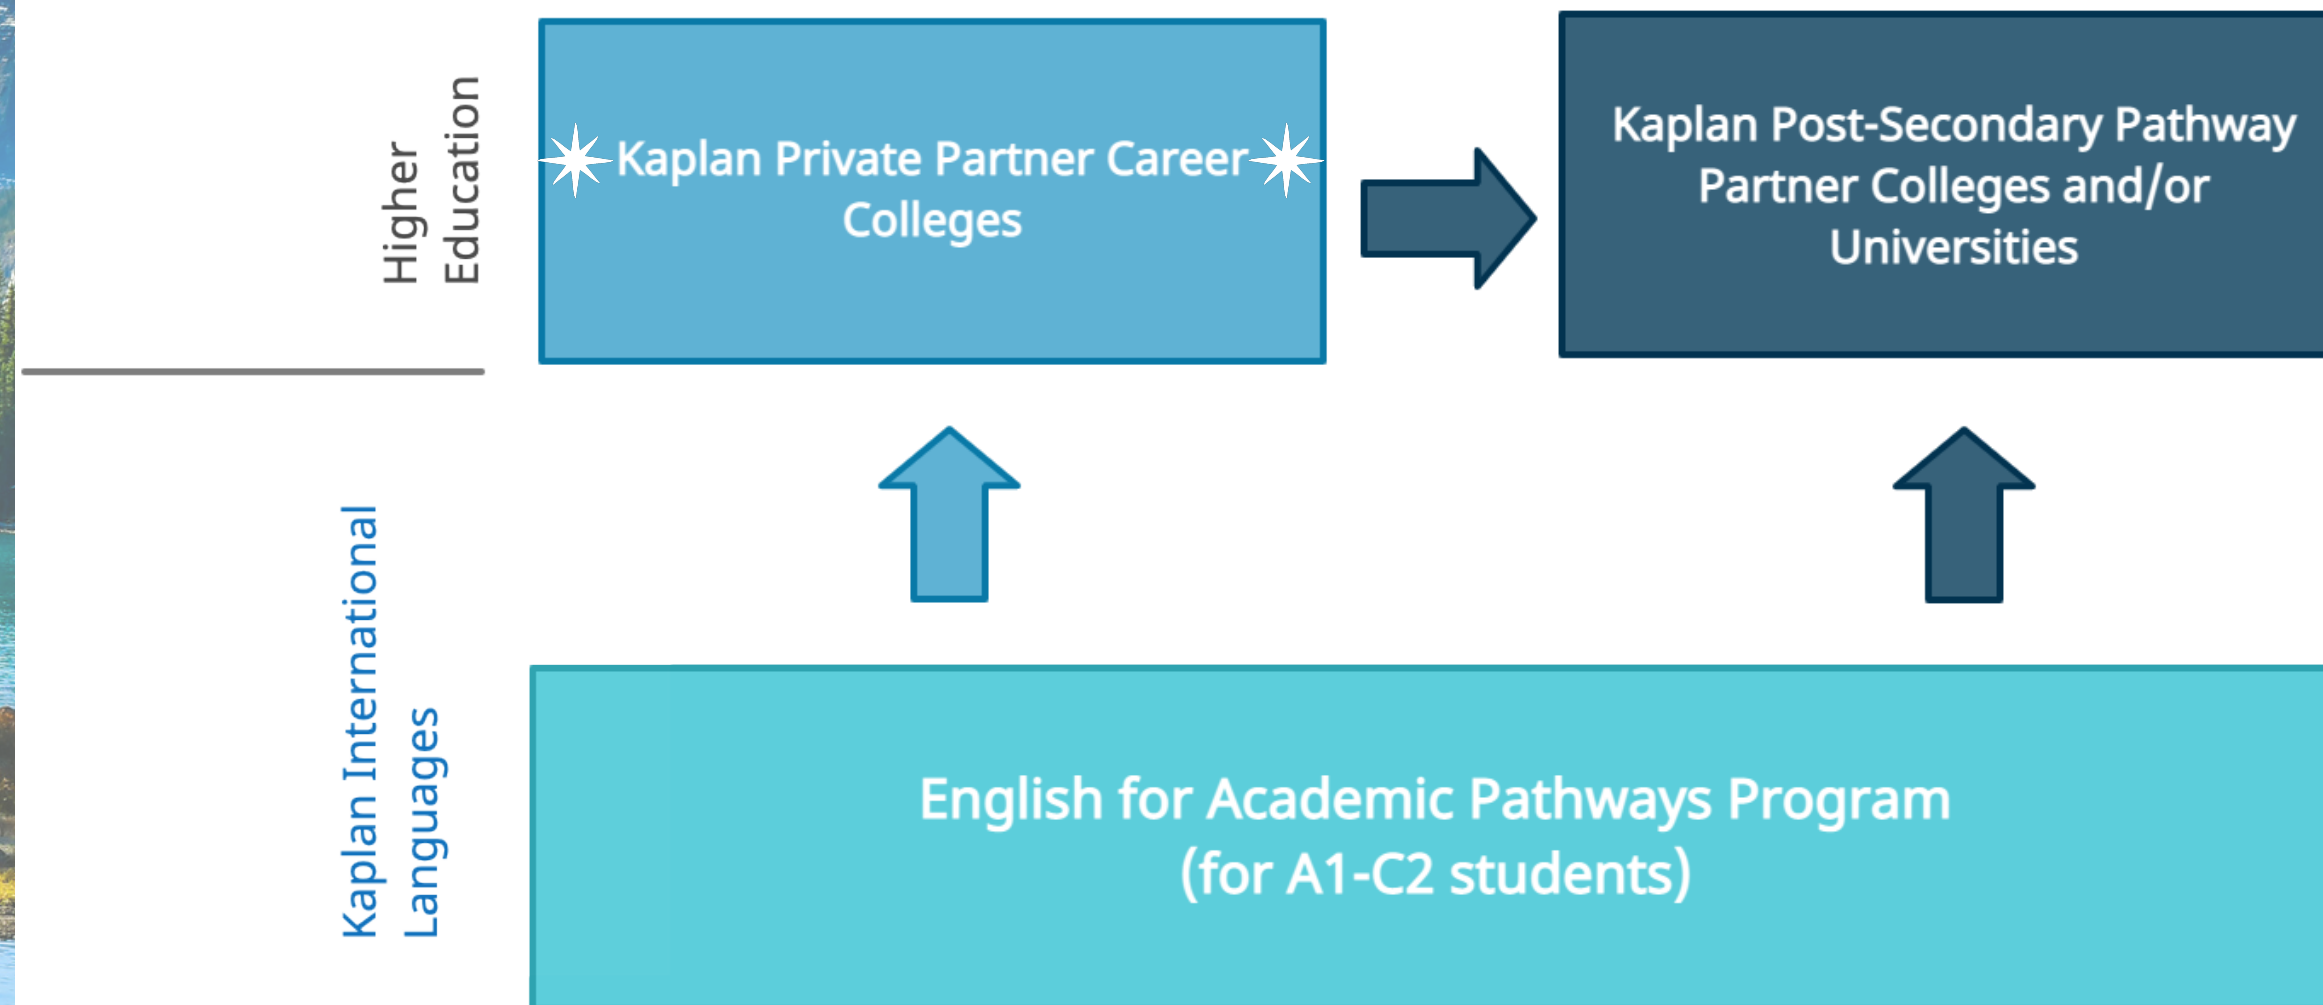 Higher
Education
Kaplan Private Partner Career
Colleges
Kaplan Post-Secondary Pathway
Partner Colleges and/or
Universities
Kaplan International
Languages
English for Academic Pathways Program
(for A1-C2 students)